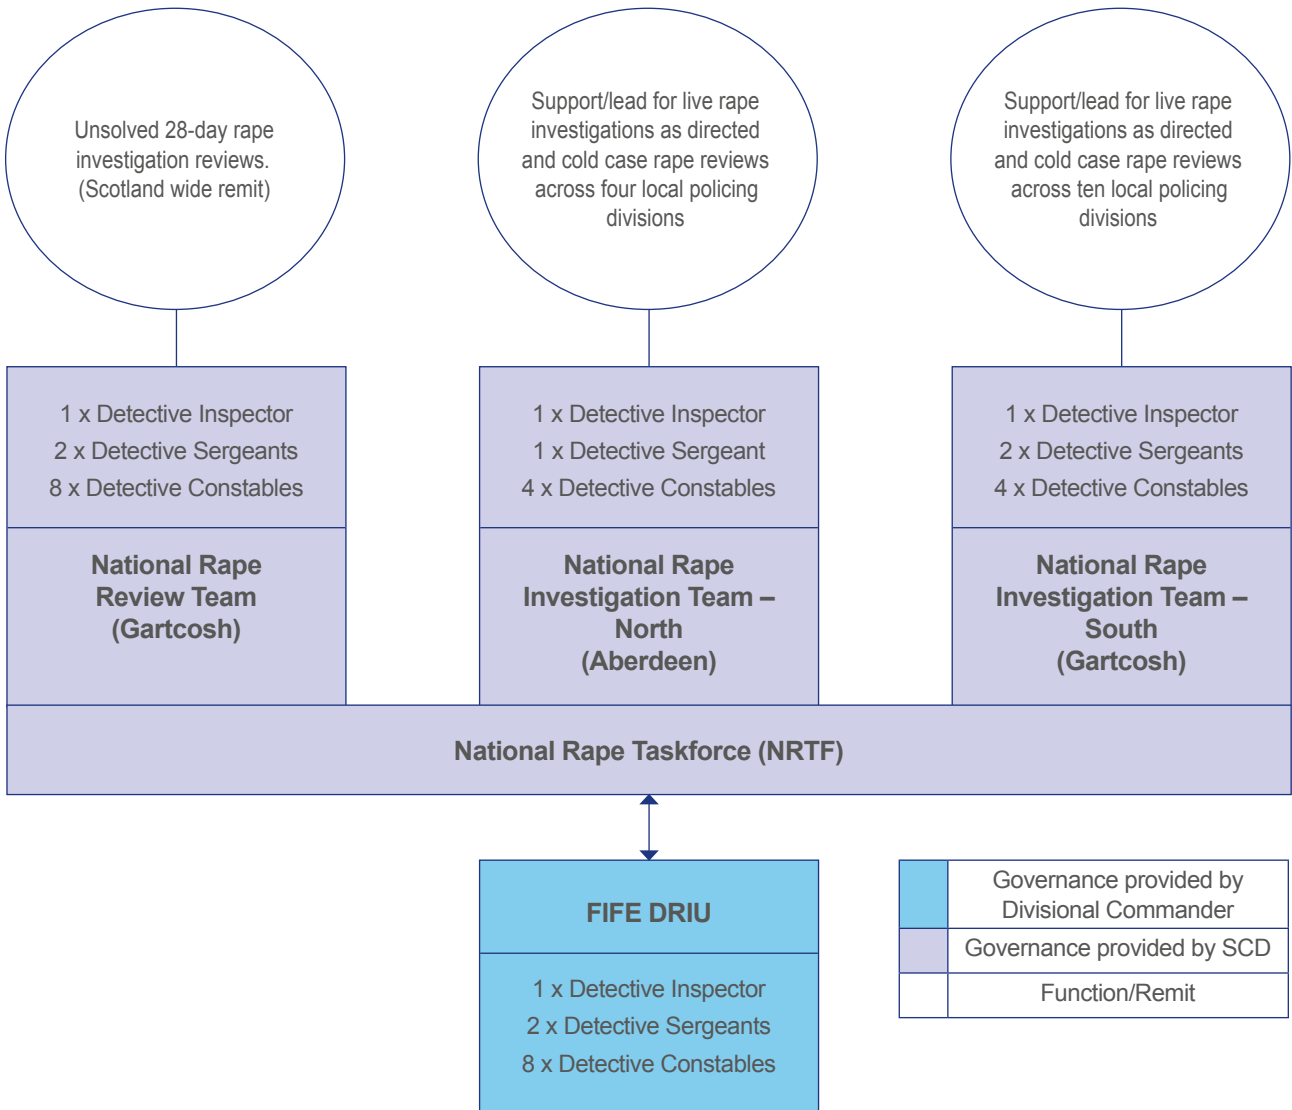 Unsolved 28-day rape
investigation reviews.
(Scotland wide remit)
Support/lead for live rape
investigations as directed
and cold case rape reviews
across four local policing
divisions
Support/lead for live rape
investigations as directed
and cold case rape reviews
across ten local policing
divisions
1 x Detective Inspector
2 x Detective Sergeants
8 x Detective Constables
1 x Detective Inspector
1 x Detective Sergeant
4 x Detective Constables
1 x Detective Inspector
2 x Detective Sergeants
4 x Detective Constables
National Rape
Review Team
(Gartcosh)
National Rape
Investigation Team –
North
(Aberdeen)
National Rape
Investigation Team –
South
(Gartcosh)
National Rape Taskforce (NRTF)
FIFE DRIU
1 x Detective Inspector
2 x Detective Sergeants
8 x Detective Constables
Governance provided by
Divisional Commander
Governance provided by SCD
Function/Remit